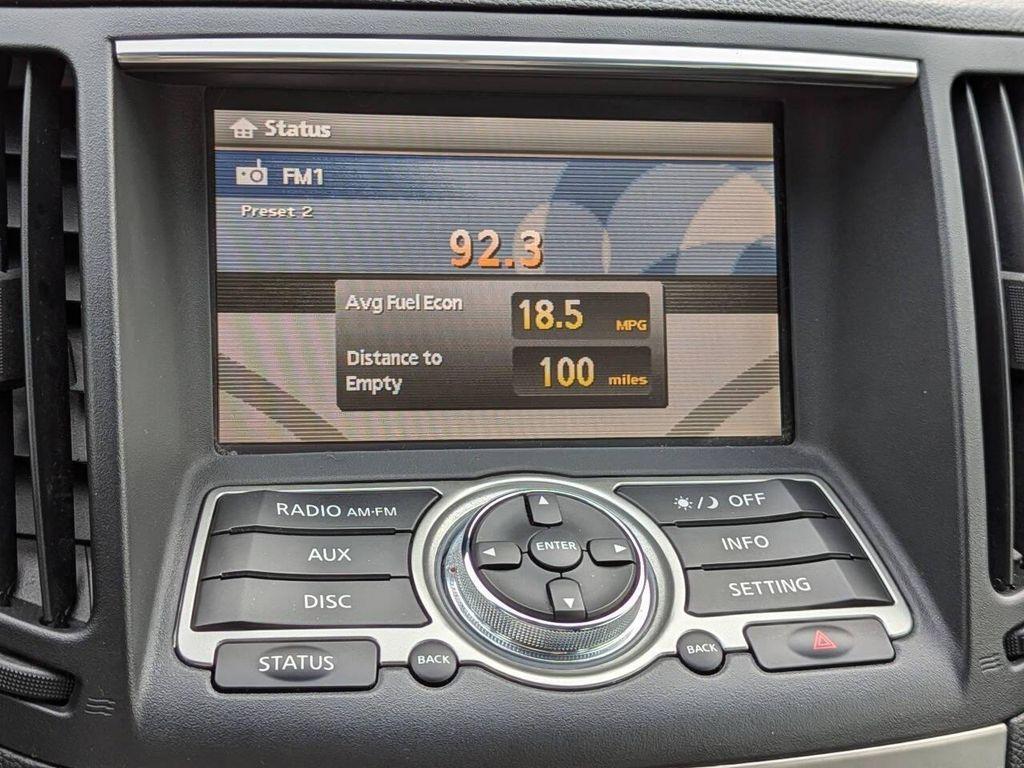 Status
FM1
Preset 2
92.3
Avg Fuel Econ 18.5 MPG
Distance to
Empty 100 miles
RADIO AM·FM
AUX
DISC
STATUS
BACK
ENTER
OFF
INFO
SETTING
BACK